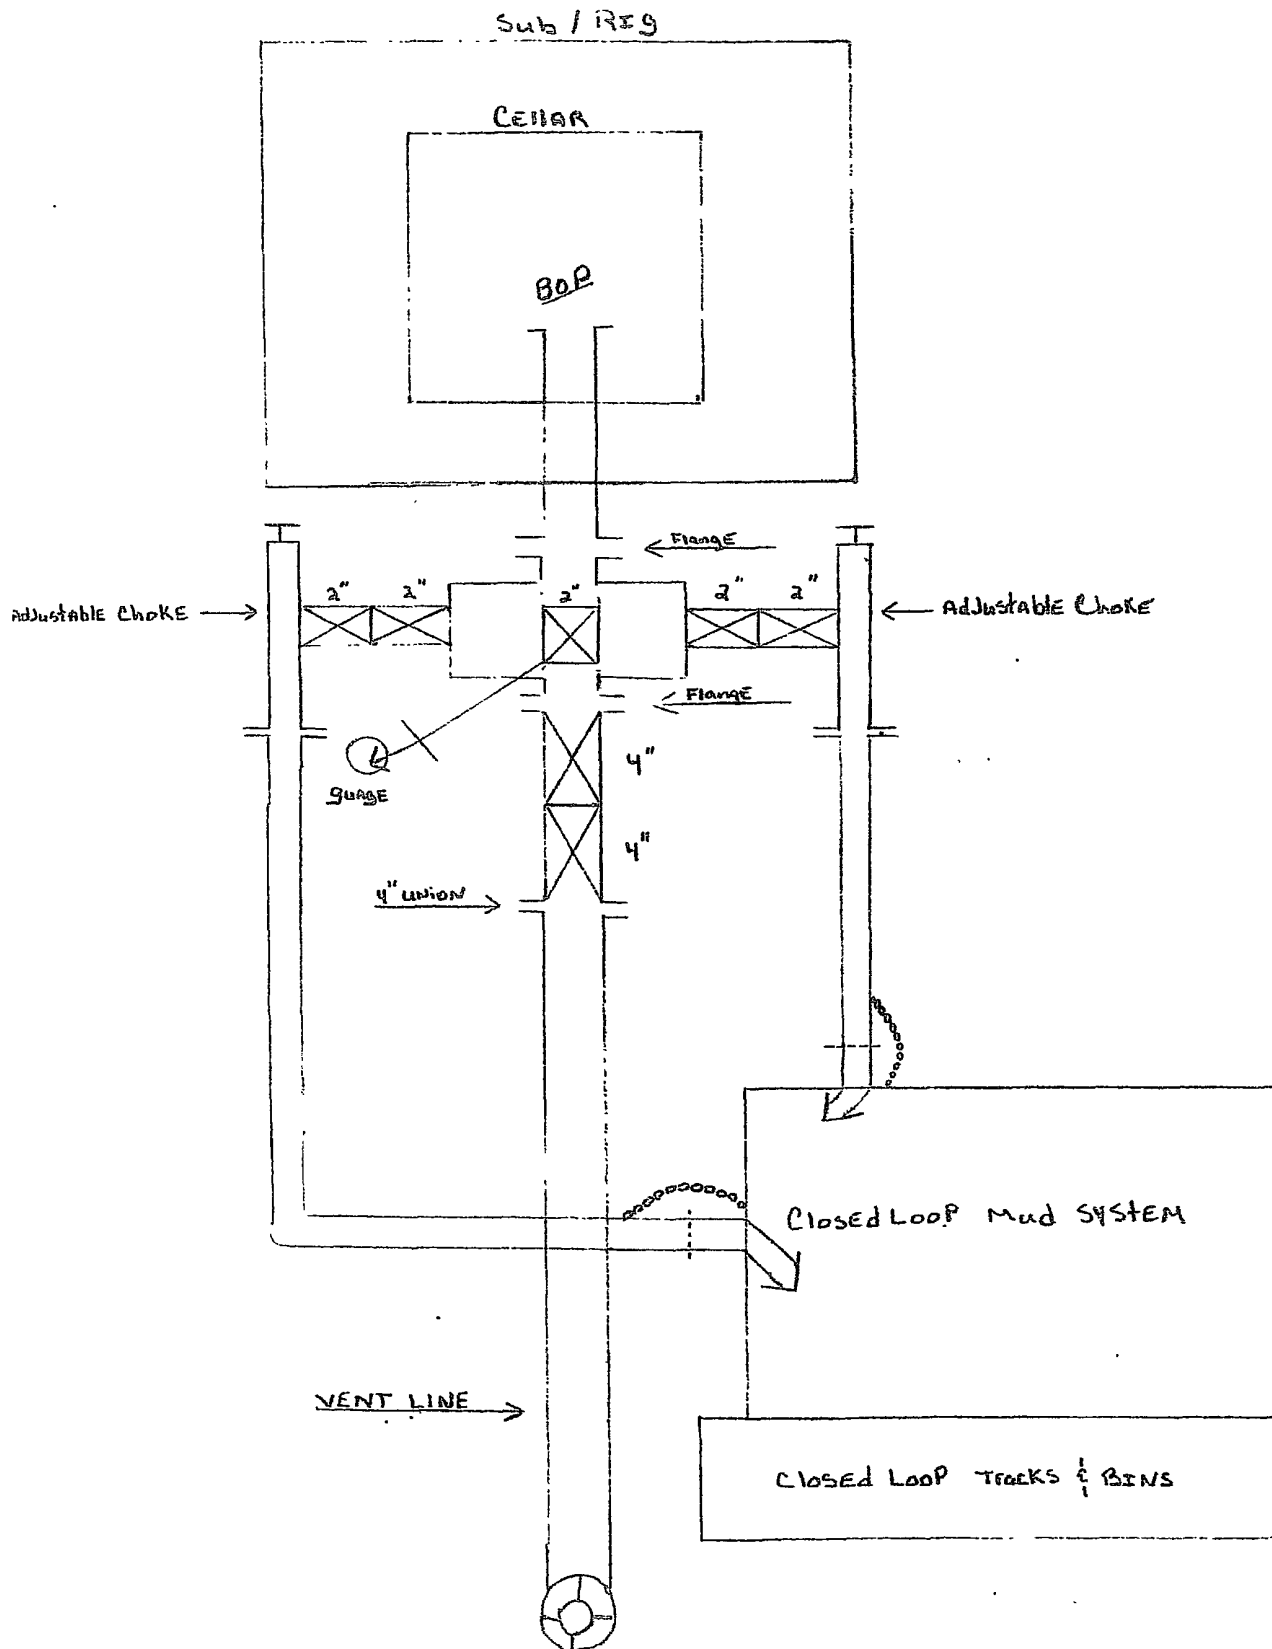 Sub / RIg
CEllAR
BOP
FlangE
2"
2"
2"
2"
2"
AdJustAblE ChoKE
AdJustAblE ChoKE
FlangE
4"
guagE
4"
4" UNiON
ClosEd LooP Mud SYStEM
VENT LINE
ClosEd LOOP TracKS & BINS